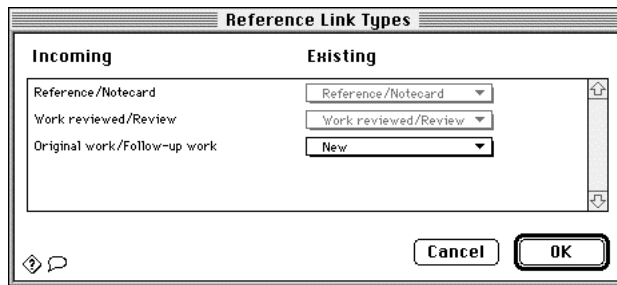 Reference Link Types
Incoming Existing
Reference/Notecard Reference/Notecard
Work reviewed/Review Work reviewed/Review
Original work/Follow-up work New
? Cancel OK